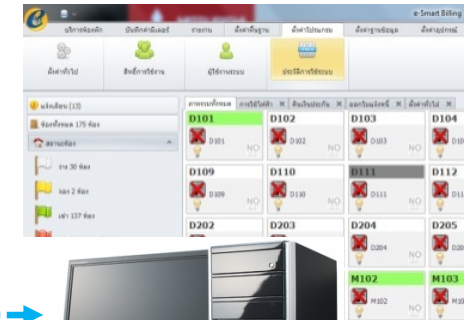 e-Smart Billing
บริการห้องพัก บันทึกค่ามิเตอร์ รายงาน ตั้งค่าพื้นฐาน ตั้งค่าโปรแกรม ตั้งค่าฐานข้อมูล ตั้งค่าอุปกรณ์
ตั้งค่าทั่วไป สิทธิ์การใช้งาน ผู้ใช้งานระบบ ประวัติการใช้ระบบ
แจ้งเตือน (13)
ห้องทั้งหมด 175 ห้อง
สถานะห้อง
ว่าง 30 ห้อง
จอง 2 ห้อง
เช่า 137 ห้อง
ภาพรวมทั้งหมด การใช้ไฟฟ้า คืนเงินประกัน ออกใบแจ้งหนี้ ตั้งค่าทั่วไป
D101 D102 D103 D104
D101 NO D102 NO D103 NO D10
D109 D110 D111 D112
D109 NO D110 NO D111 NO D11
D202 D203 D204 D205
D204 NO D20
M102 M103
M102 NO M10